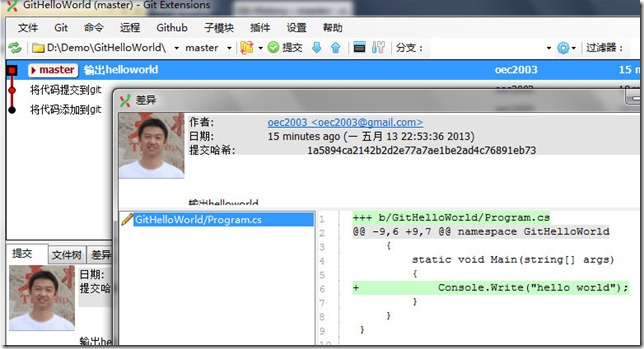 GitHelloWorld (master) - Git Extensions
文件 Git 命令 远程 Github 子模块 插件 设置 帮助
D:\Demo\GitHelloWorld\ master 提交 分支： 过滤器：
master 输出helloworld oec2003 15 m
将代码提交到git
将代码添加到git
差异
作者： oec2003 <oec2003@gmail.com>
日期： 15 minutes ago (一 五月 13 22:53:36 2013)
提交哈希： 1a5894ca2142b2d2e77a7ae1be2ad4c76891eb73
输出helloworld
GitHelloWorld/Program.cs
1 +++ b/GitHelloWorld/Program.cs
2 @@ -9,6 +9,7 @@ namespace GitHelloWorld
3 {
4 static void Main(string[] args)
5 {
6 + Console.Write("hello world");
7 }
8 }
9 }
提交 文件树 差异
日期：
提交哈
输出he